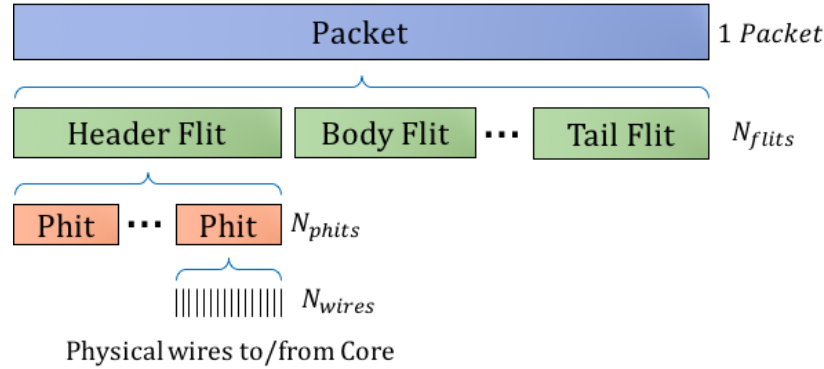 Packet 1 Packet
Header Flit Body Flit ··· Tail Flit N_flits
Phit ··· Phit N_phits
N_wires
Physical wires to/from Core